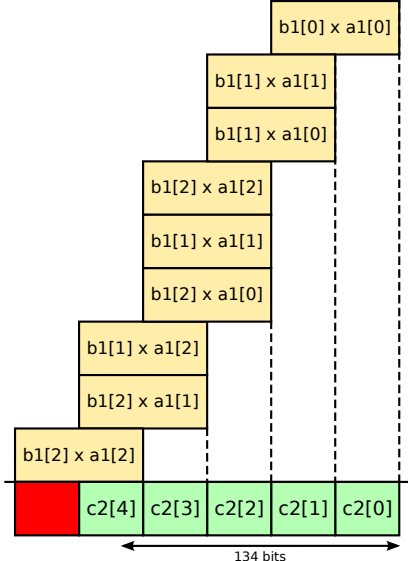 b1[0] x a1[0]
b1[1] x a1[1]
b1[1] x a1[0]
b1[2] x a1[2]
b1[1] x a1[1]
b1[2] x a1[0]
b1[1] x a1[2]
b1[2] x a1[1]
b1[2] x a1[2]
c2[4] c2[3] c2[2] c2[1] c2[0]
134 bits